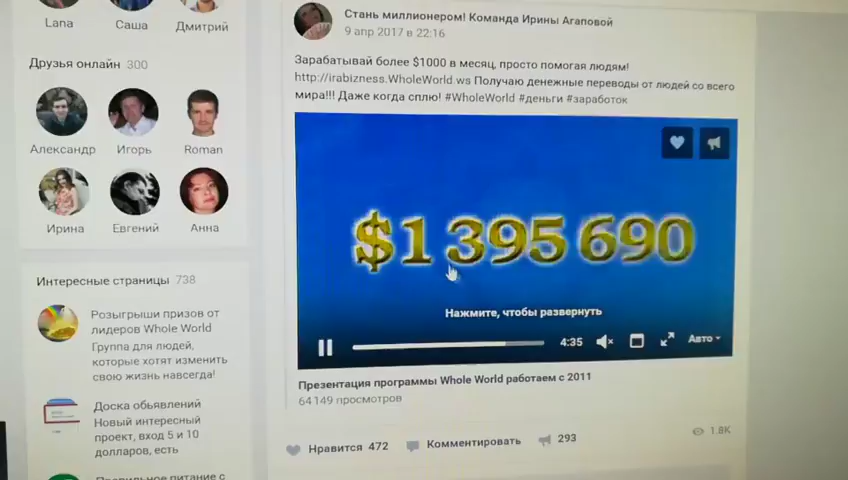 Lana Саша Дмитрий
Друзья онлайн 300
Александр Игорь Roman
Ирина Евгений Анна
Интересные страницы 738
Розыгрыши призов от
лидеров Whole World
Группа для людей,
которые хотят изменить
свою жизнь навсегда!
Доска обьявлений
Новый интересный
проект, вход 5 и 10
долларов, есть
Правильное питание с
Стань миллионером! Команда Ирины Агаповой
9 апр 2017 в 22:16
Зарабатывай более $1000 в месяц, просто помогая людям!
http://irabizness.WholeWorld.ws Получаю денежные переводы от людей со всего
мира!!! Даже когда сплю! #WholeWorld #деньги #заработок
$1 395 690
Нажмите, чтобы развернуть
4:35 Авто
Презентация программы Whole World работаем с 2011
64 149 просмотров
Нравится 472 Комментировать 293 1.8K